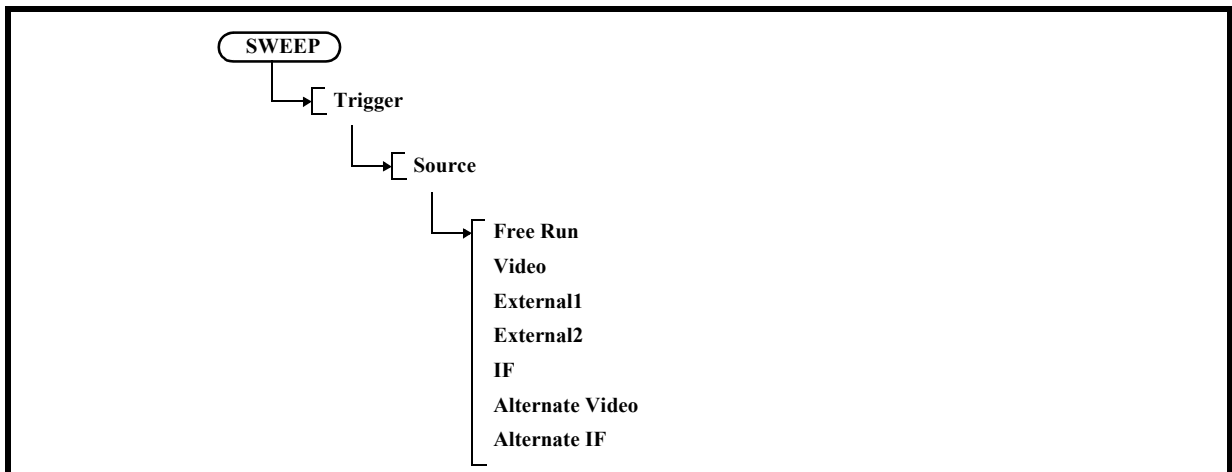 SWEEP
Trigger
Source
Free Run
Video
External1
External2
IF
Alternate Video
Alternate IF